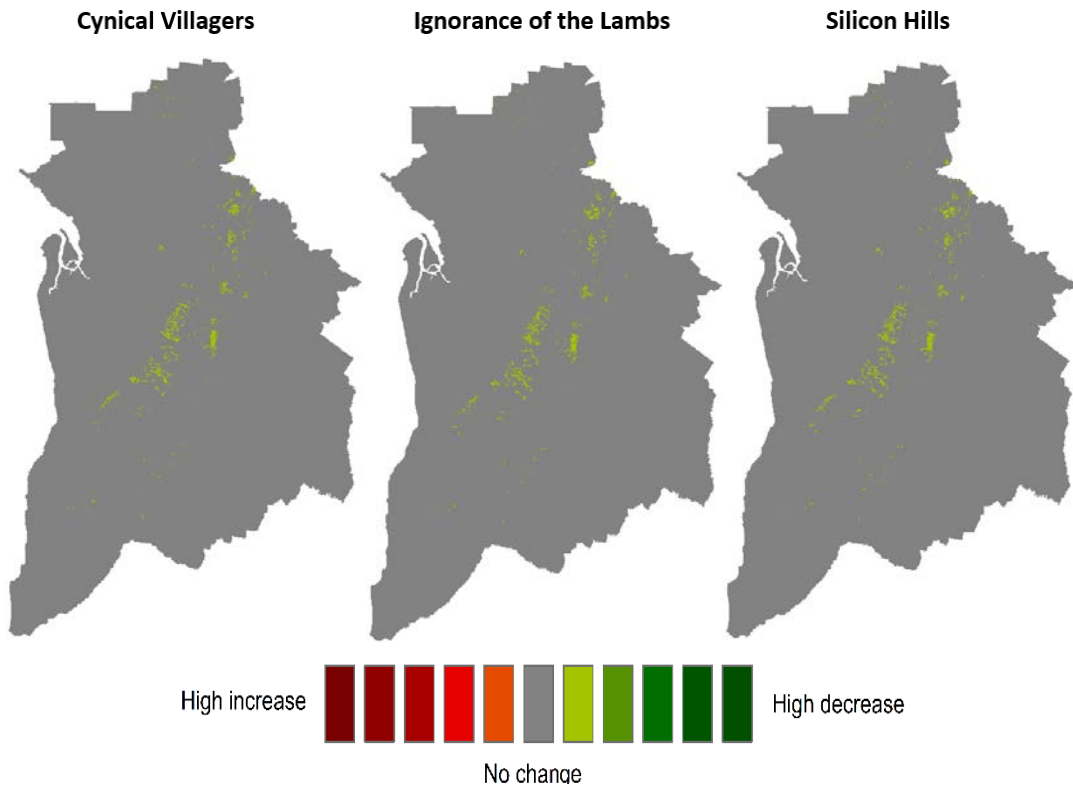 Cynical Villagers
Ignorance of the Lambs
Silicon Hills
High increase
High decrease
No change